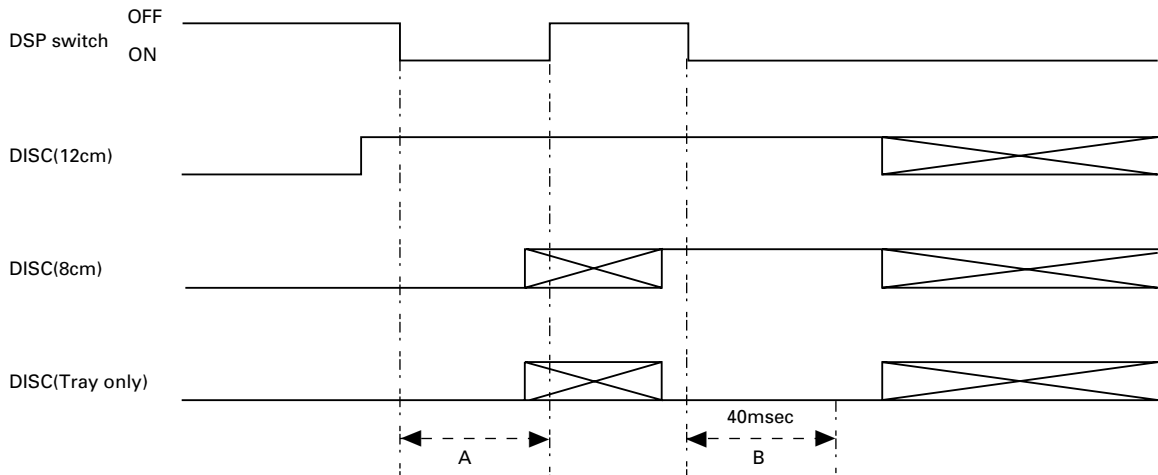 OFF
DSP switch
ON
DISC(12cm)
DISC(8cm)
DISC(Tray only)
40msec
A
B